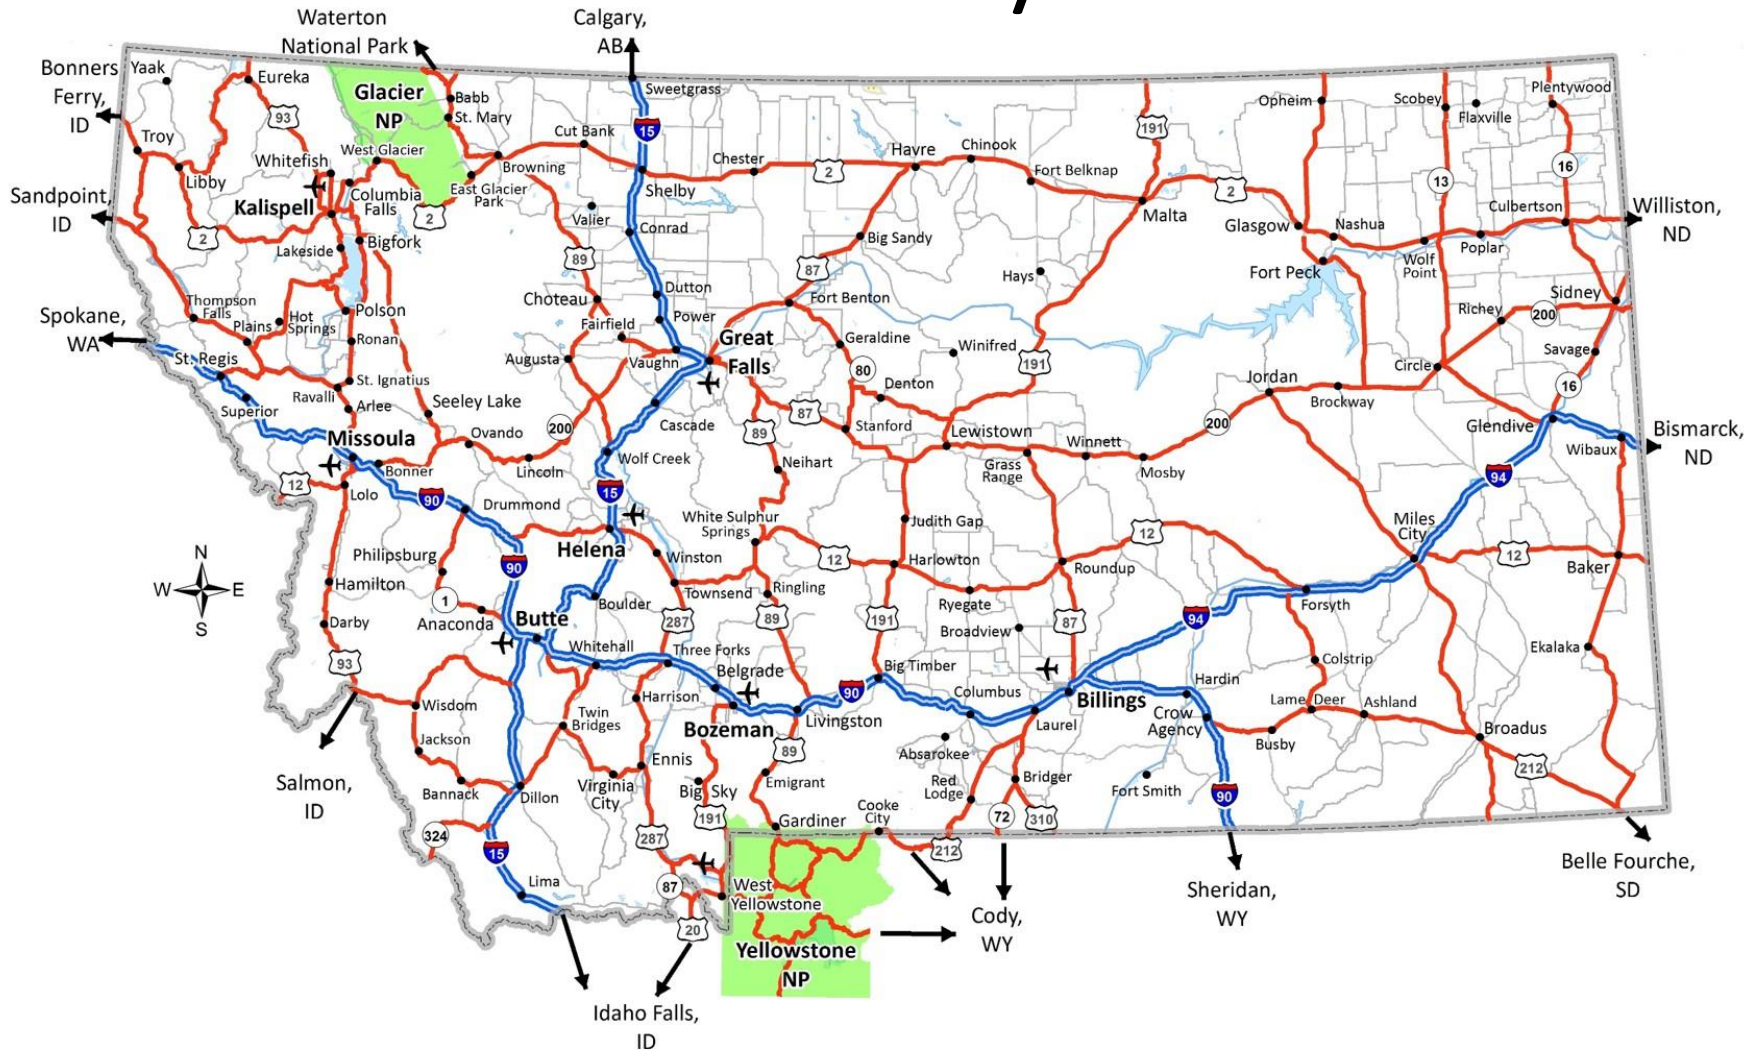 Waterton
National Park
Calgary,
AB
Bonners
Ferry,
ID
Yaak
Eureka
Glacier
NP
Babb
St. Mary
Sweetgrass
93
15
Troy
Libby
Whitefish
West Glacier
Columbia
Falls
Kalispell
East Glacier
Park
Browning
Cut Bank
2
Shelby
Chester
2
Havre
Chinook
Fort Belknap
191
Malta
2
Opheim
Scobey
Flaxville
Plentywood
13
16
Sandpoint,
ID
2
Lakeside
Bigfork
Valier
Conrad
Big Sandy
Glasgow
Nashua
Wolf
Point
Poplar
Culbertson
Williston,
ND
89
87
Hays
Fort Peck
Thompson
Falls
Plains
Hot
Springs
Polson
Choteau
Dutton
Fort Benton
Richey
200
Sidney
Spokane,
WA
St. Regis
Ronan
Fairfield
Power
Augusta
Vaughn
Great
Falls
Geraldine
Winifred
191
Savage
Circle
80
Denton
Jordan
Brockway
16
Superior
Ravalli
St. Ignatius
Arlee
Seeley Lake
200
Cascade
87
89
Stanford
Lewistown
Winnett
200
Glendive
Wibaux
Bismarck,
ND
Missoula
Bonner
Ovando
Lincoln
Wolf Creek
Neihart
Grass
Range
Mosby
94
12
Lolo
90
Drummond
15
White Sulphur
Springs
Judith Gap
Miles
City
Philipsburg
90
Helena
Winston
12
Harlowton
12
Roundup
12
Baker
N
W
E
S
Hamilton
1
Anaconda
Butte
Boulder
Townsend
Ringling
Ryegate
Forsyth
Darby
287
89
191
Broadview
87
94
93
Whitehall
Three Forks
Belgrade
Big Timber
Colstrip
Ekalaka
Wisdom
Harrison
90
Columbus
Billings
Hardin
Lame Deer
Ashland
Twin
Bridges
Bozeman
Livingston
Laurel
Crow
Agency
Busby
Broadus
Jackson
89
Absarokee
Ennis
Emigrant
Red
Lodge
Bridger
Fort Smith
212
Salmon,
ID
Bannack
Dillon
Virginia
City
Big Sky
90
191
Gardiner
Cooke
City
72
310
324
15
287
212
Belle Fourche,
SD
Lima
87
West
Yellowstone
Sheridan,
WY
Cody,
WY
20
Yellowstone
NP
Idaho Falls,
ID